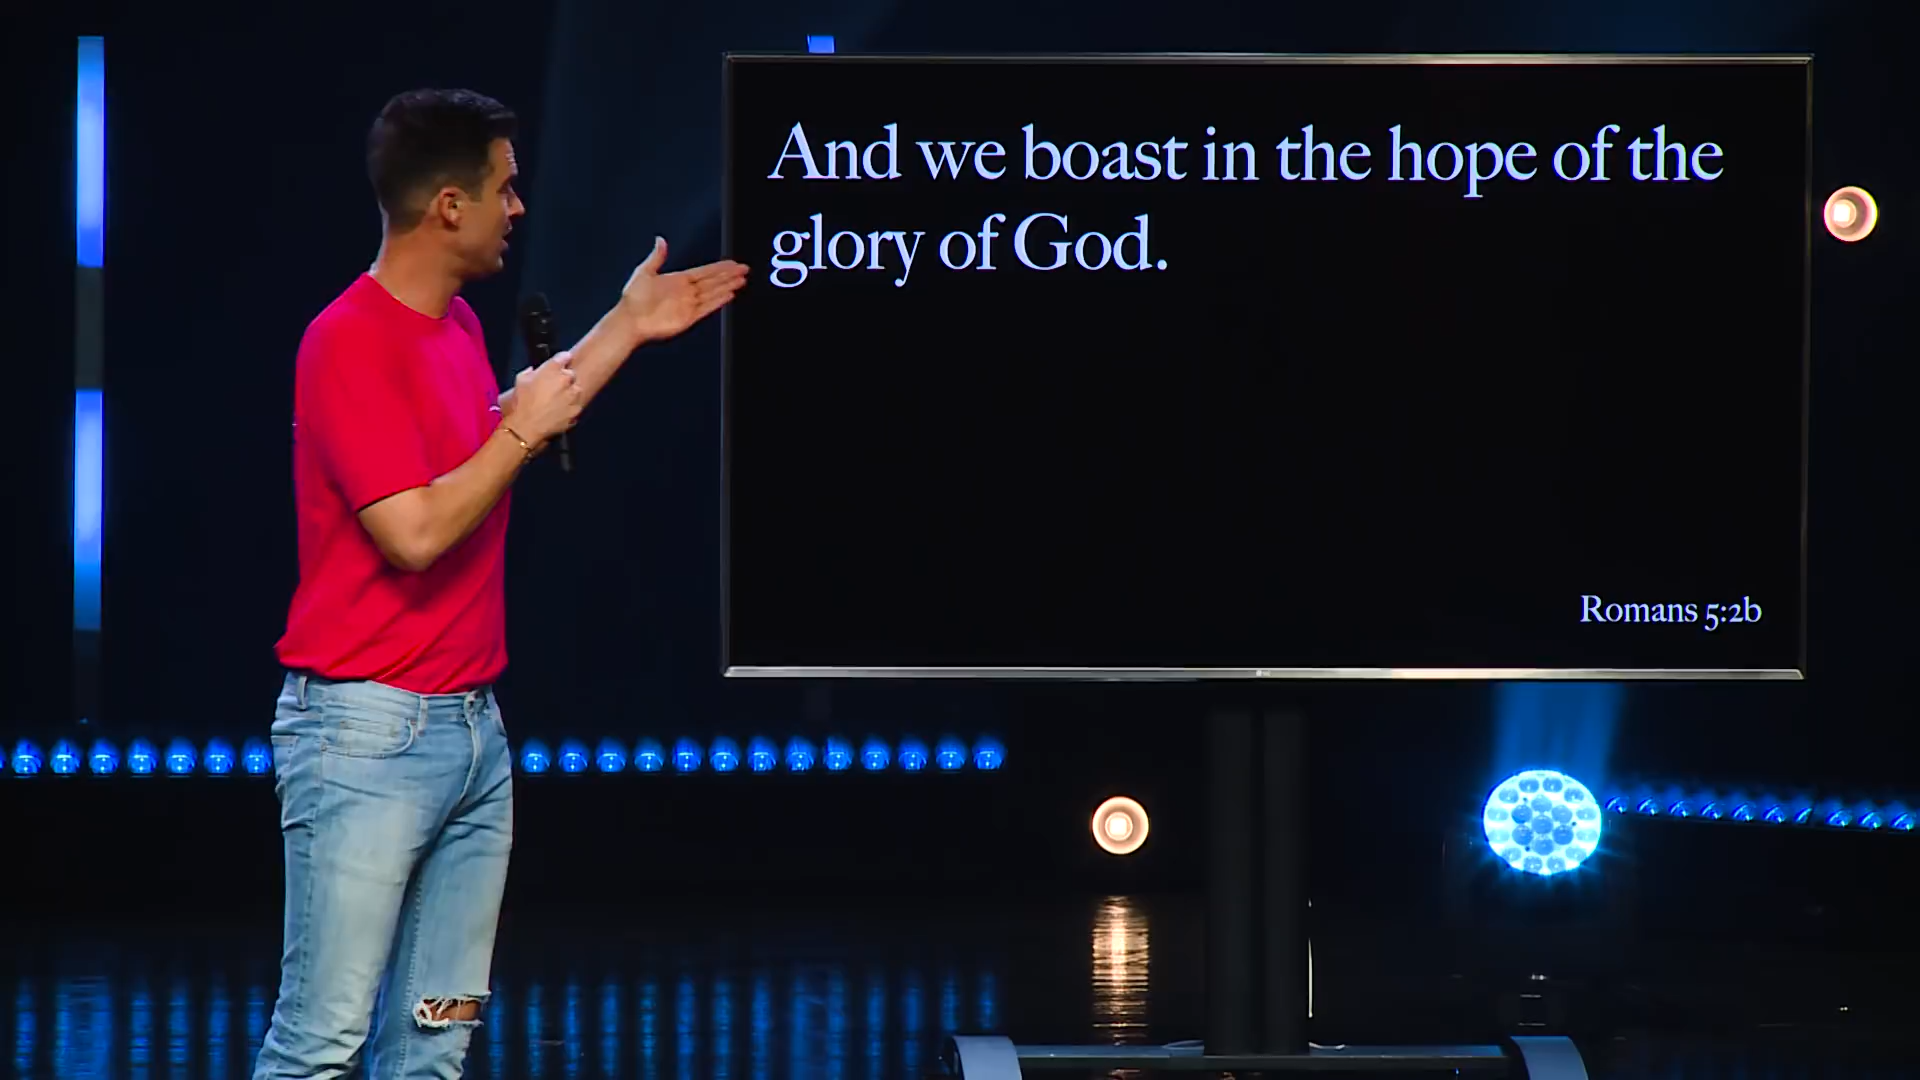 And we boast in the hope of the
glory of God.
Romans 5:2b